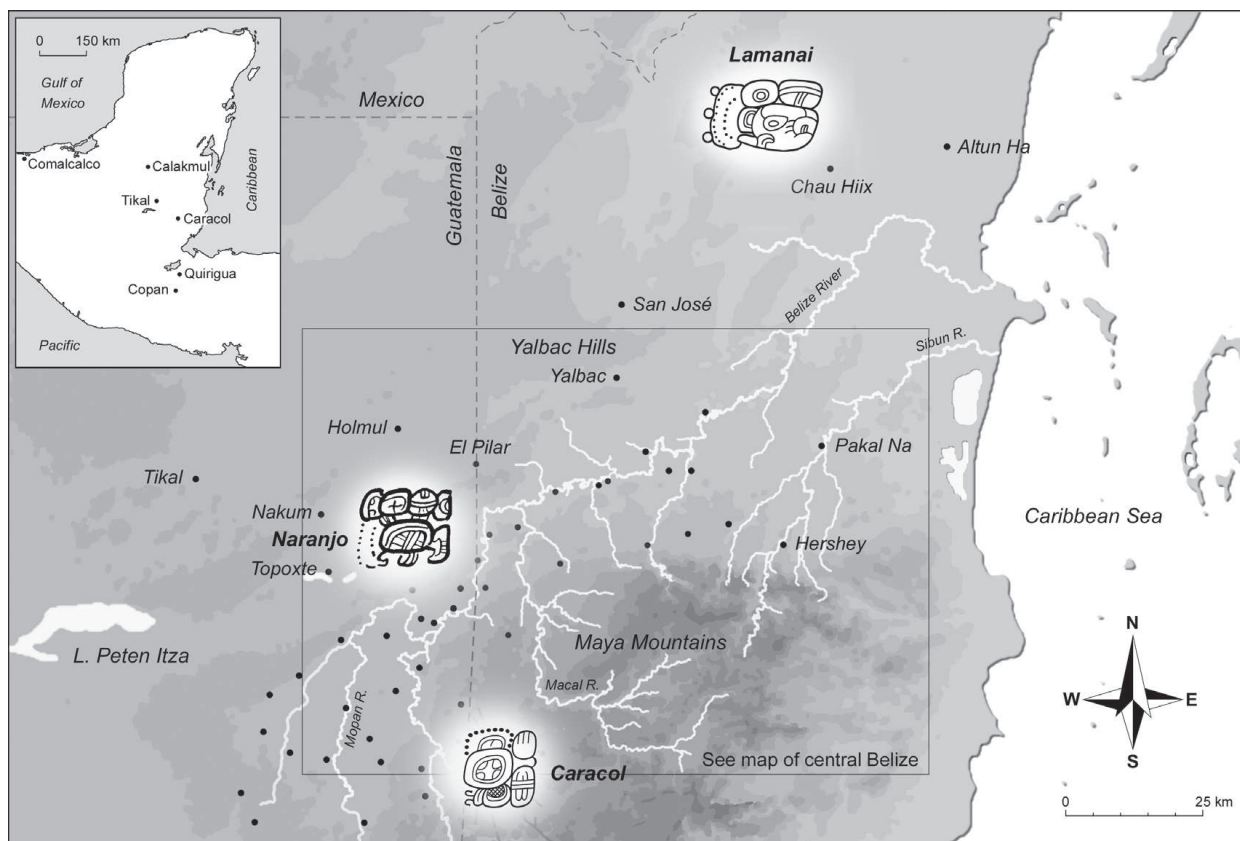 0 150 km
Gulf of
Mexico
Comalcalco
Calakmul
Tikal
Caracol
Caribbean
Quirigua
Copan
Pacific
Mexico
Guatemala
Belize
Lamanai
Altun Ha
Chau Hiix
San José
Belize River
Sibun R.
Yalbac Hills
Yalbac
Holmul
El Pilar
Pakal Na
Tikal
Nakum
Naranjo
Caribbean Sea
Hershey
Topoxte
L. Peten Itza
Maya Mountains
Macal R.
Mopan R.
Caracol
See map of central Belize
N
W E
S
0 25 km